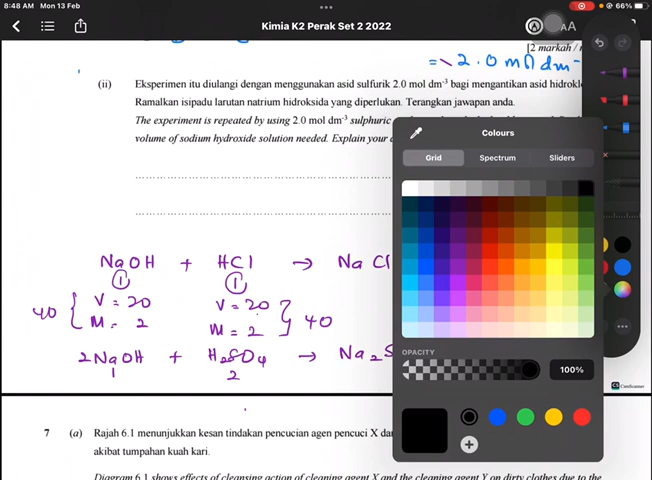 8:48 AM Mon 13 Feb
66%
Kimia K2 Perak Set 2 2022
AA
[2 markah /
= 2.0 mol dm-
(ii) Eksperimen itu diulangi dengan menggunakan asid sulfurik 2.0 mol dm⁻³ bagi mengantikan asid
Ramalkan isipadu larutan natrium hidroksida yang diperlukan. Terangkan jawapan anda.
The experiment is repeated by using 2.0 mol dm⁻³ sulphuric
volume of sodium hydroxide solution needed. Explain your
Colours
Grid Spectrum Sliders
NaOH + HCl → NaCl
1 1
40 { V = 20 V = 20 } 40
M = 2 M = 2
2NaOH + H2SO4 → Na2S
1 2
OPACITY
100%
CS CamScanner
7 (a) Rajah 6.1 menunjukkan kesan tindakan pencucian agen pencuci X
akibat tumpahan kuah kari.
Diagram 6.1 shows effects of cleansing action of cleaning agent X and the cleaning agent Y on dirty clothes due to the